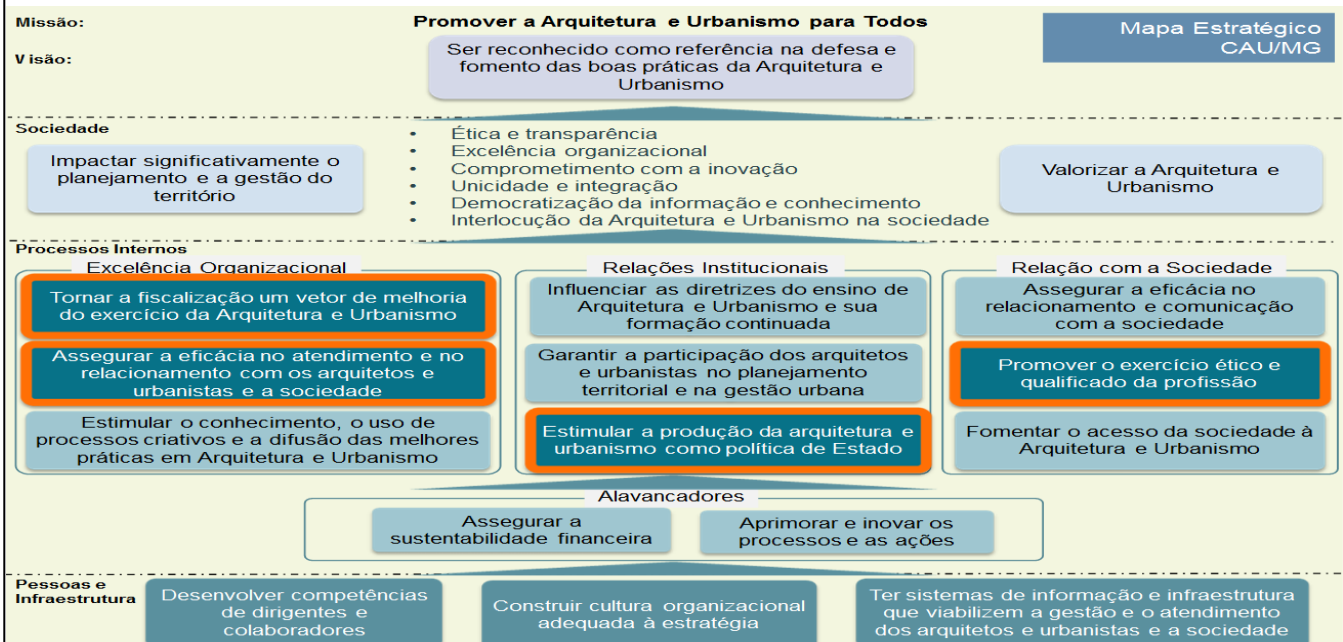 Missão:
Promover a Arquitetura e Urbanismo para Todos
Mapa Estratégico
CAU/MG
Visão:
Ser reconhecido como referência na defesa e
fomento das boas práticas da Arquitetura e
Urbanismo
Sociedade
Impactar significativamente o
planejamento e a gestão do
território
• Ética e transparência
• Excelência organizacional
• Comprometimento com a inovação
• Unicidade e integração
• Democratização da informação e conhecimento
• Interlocução da Arquitetura e Urbanismo na sociedade
Valorizar a Arquitetura e
Urbanismo
Processos Internos
Excelência Organizacional
Tornar a fiscalização um vetor de melhoria
do exercício da Arquitetura e Urbanismo
Assegurar a eficácia no atendimento e no
relacionamento com os arquitetos e
urbanistas e a sociedade
Estimular o conhecimento, o uso de
processos criativos e a difusão das melhores
práticas em Arquitetura e Urbanismo
Relações Institucionais
Influenciar as diretrizes do ensino de
Arquitetura e Urbanismo e sua
formação continuada
Garantir a participação dos arquitetos
e urbanistas no planejamento
territorial e na gestão urbana
Estimular a produção da arquitetura e
urbanismo como política de Estado
Relação com a Sociedade
Assegurar a eficácia no
relacionamento e comunicação
com a sociedade
Promover o exercício ético e
qualificado da profissão
Fomentar o acesso da sociedade à
Arquitetura e Urbanismo
Alavancadores
Assegurar a
sustentabilidade financeira
Aprimorar e inovar os
processos e as ações
Pessoas e
Infraestrutura
Desenvolver competências
de dirigentes e
colaboradores
Construir cultura organizacional
adequada à estratégia
Ter sistemas de informação e infraestrutura
que viabilizem a gestão e o atendimento
dos arquitetos e urbanistas e a sociedade